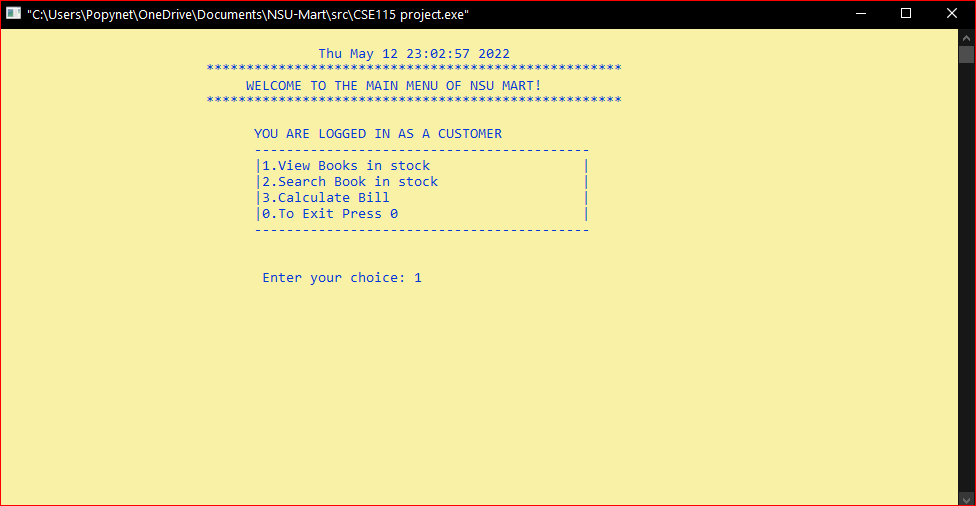 "C:\Users\Popynet\OneDrive\Documents\NSU-Mart\src\CSE115 project.exe"
Thu May 12 23:02:57 2022
****************************************************
WELCOME TO THE MAIN MENU OF NSU MART!
****************************************************
YOU ARE LOGGED IN AS A CUSTOMER
------------------------------------------
|1.View Books in stock                   |
|2.Search Book in stock                  |
|3.Calculate Bill                        |
|0.To Exit Press 0                       |
------------------------------------------
Enter your choice: 1